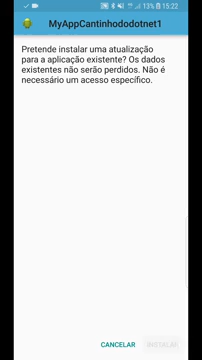 13% 15:22
MyAppCantinhododotnet1
Pretende instalar uma atualização
para a aplicação existente? Os dados
existentes não serão perdidos. Não é
necessário um acesso específico.
CANCELAR INSTALAR